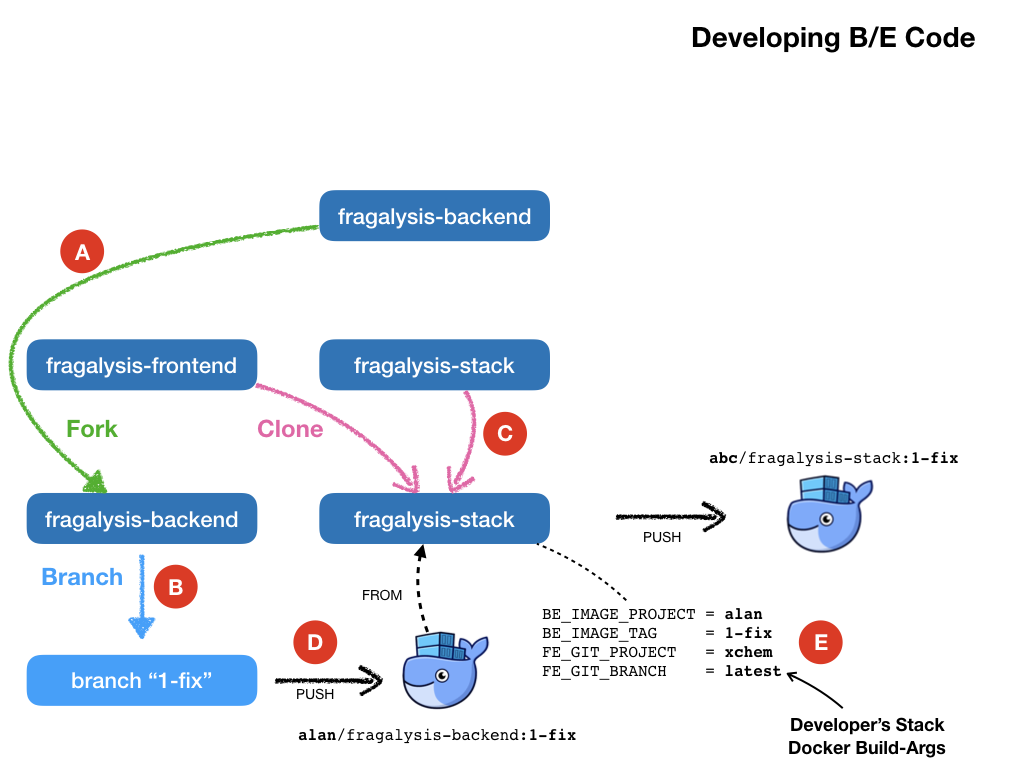 Developing B/E Code
fragalysis-backend
A
fragalysis-frontend
fragalysis-stack
Fork
Clone
C
abc/fragalysis-stack:1-fix
fragalysis-backend
fragalysis-stack
PUSH
Branch
B
FROM
BE_IMAGE_PROJECT = alan
BE_IMAGE_TAG = 1-fix
FE_GIT_PROJECT = xchem
FE_GIT_BRANCH = latest
E
D
branch “1-fix”
PUSH
alan/fragalysis-backend:1-fix
Developer’s Stack
Docker Build-Args